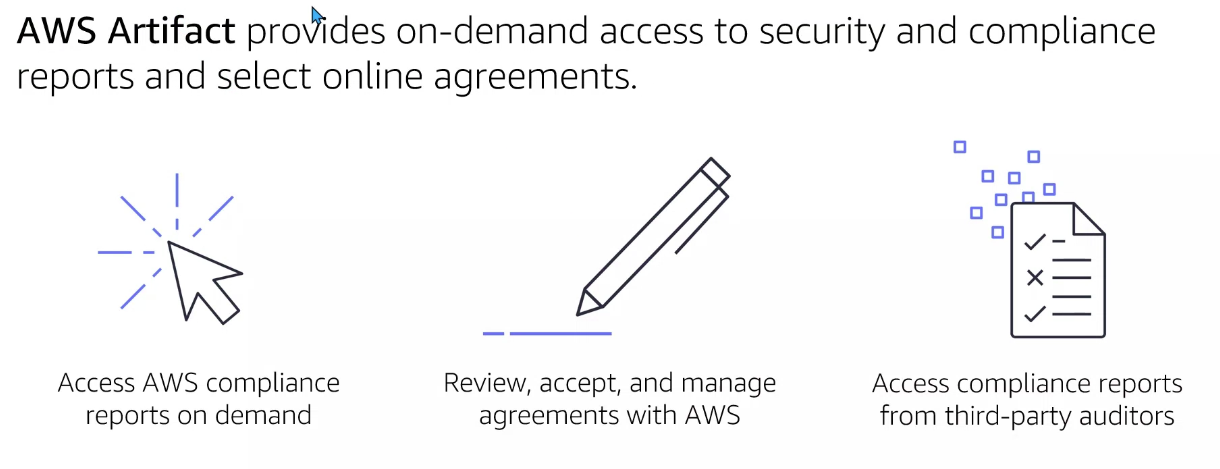 AWS Artifact provides on-demand access to security and compliance
reports and select online agreements.
Access AWS compliance
reports on demand
Review, accept, and manage
agreements with AWS
Access compliance reports
from third-party auditors